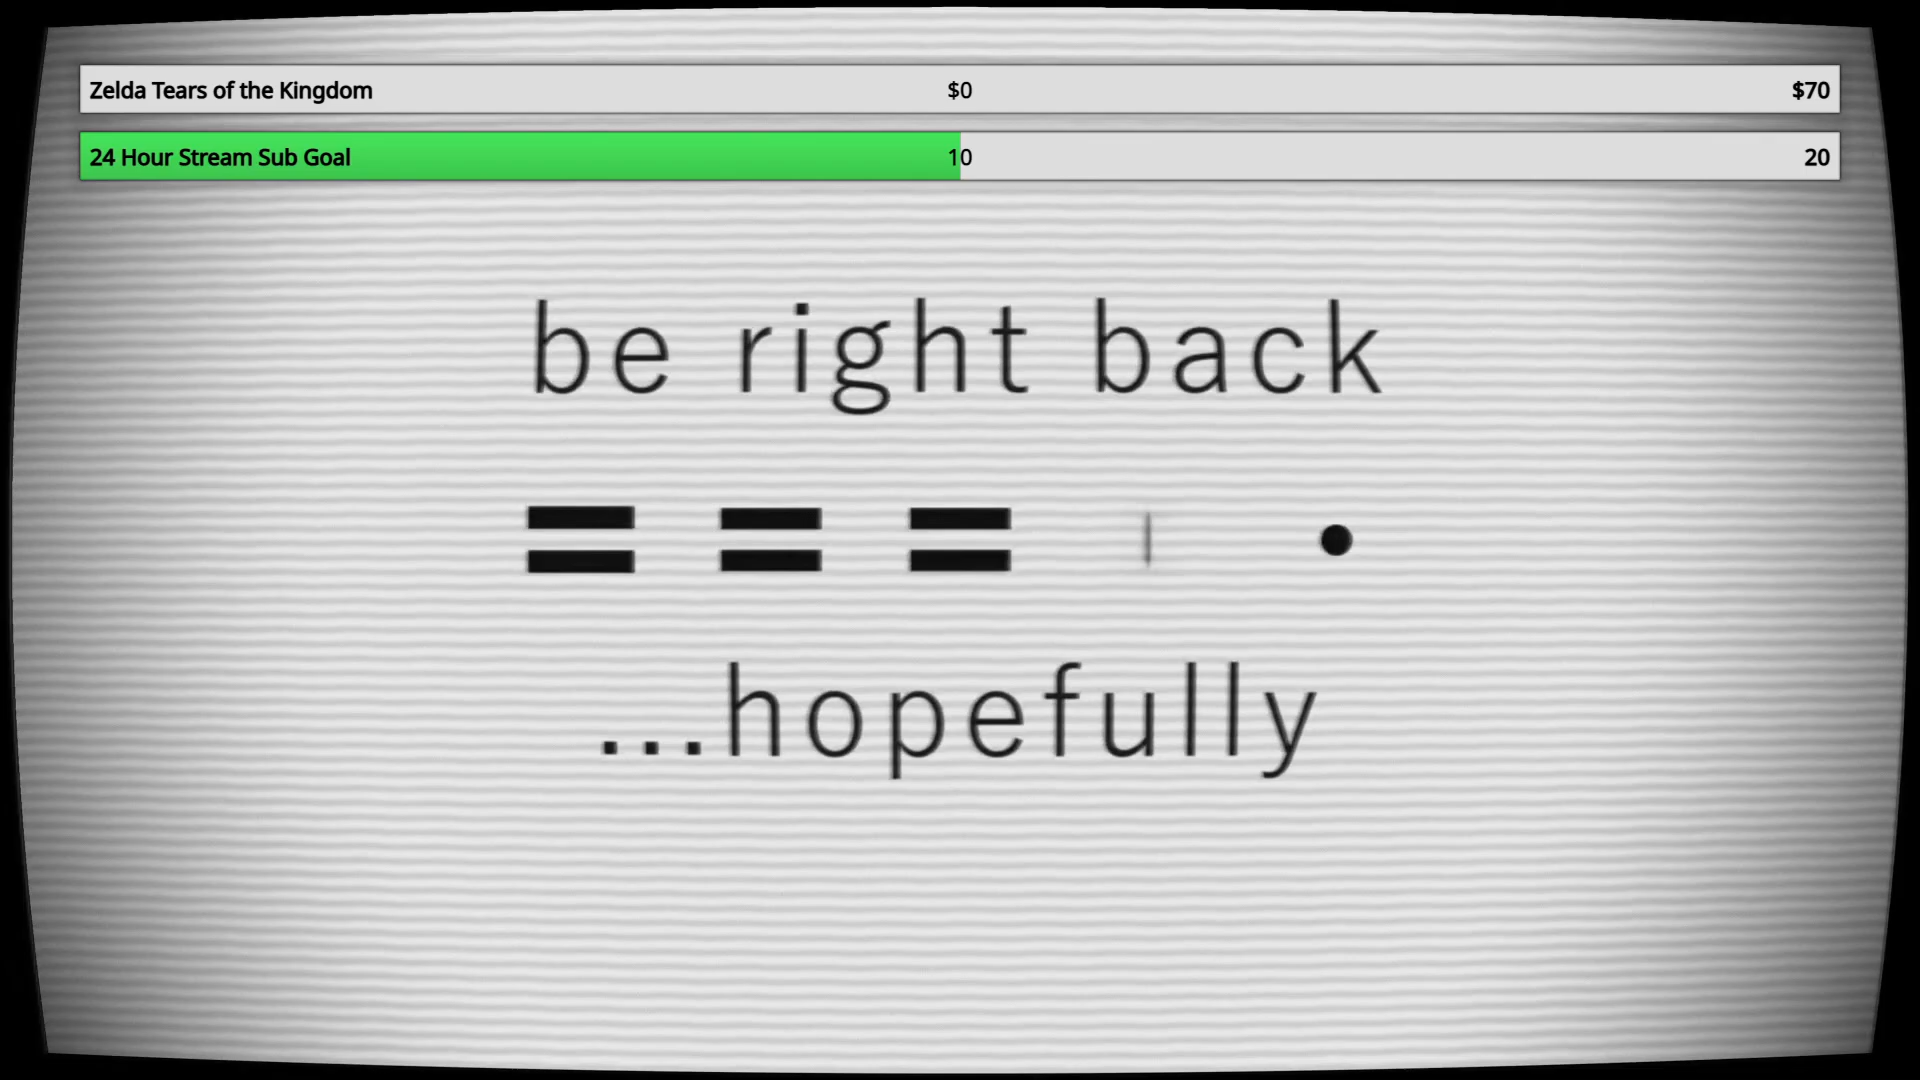 Zelda Tears of the Kingdom $0 $70
24 Hour Stream Sub Goal 10 20
be right back
...hopefully